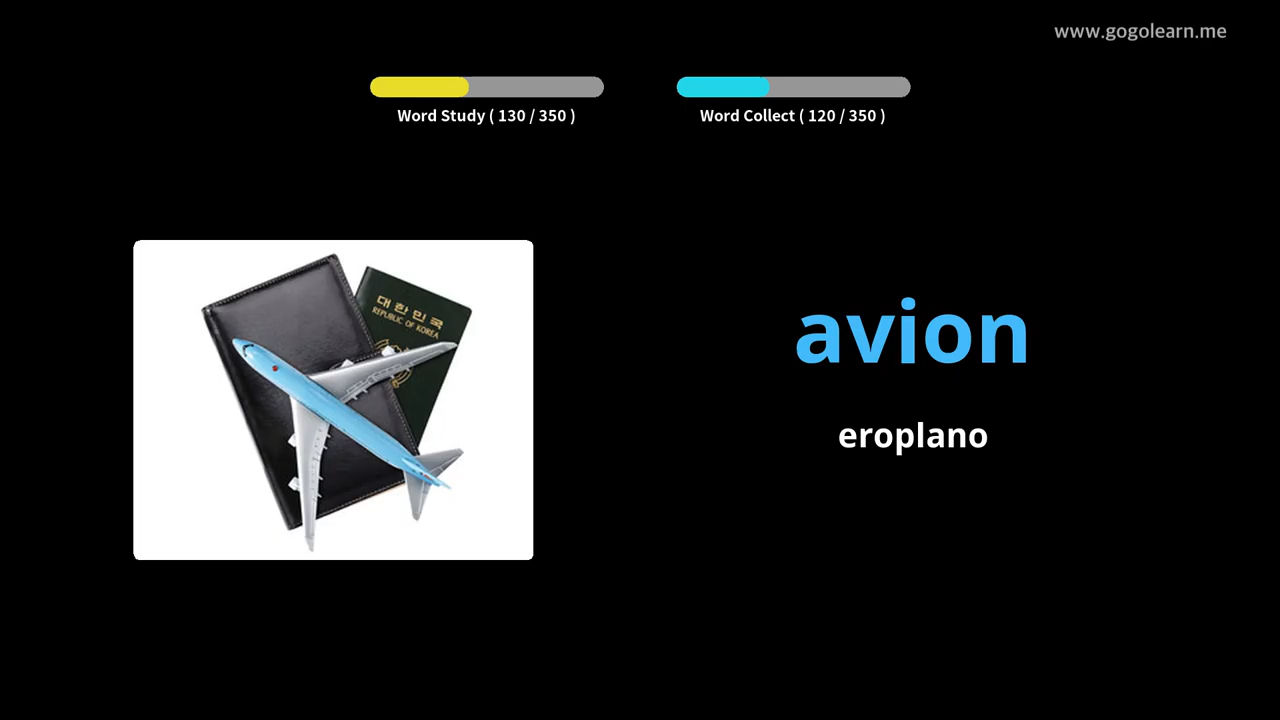 www.gogolearn.me
Word Study ( 130 / 350 )
Word Collect ( 120 / 350 )
대한민국
REPUBLIC OF KOREA
avion
eroplano